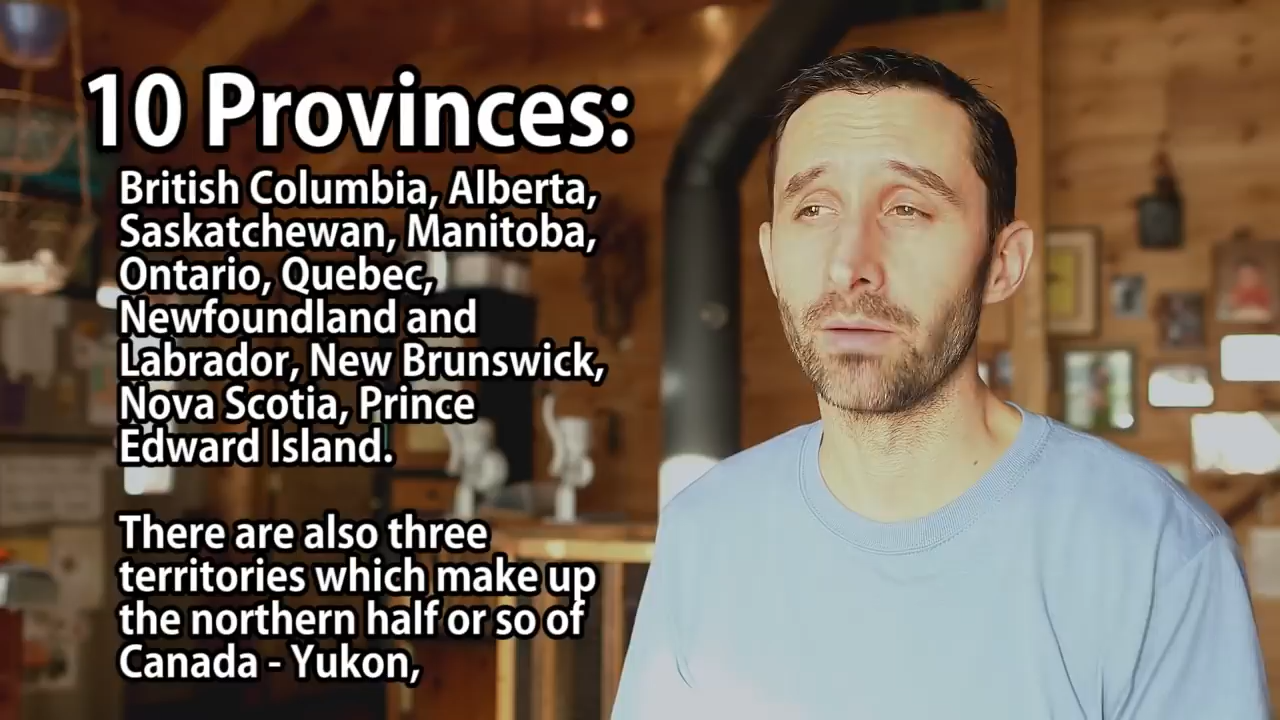 10 Provinces:
British Columbia, Alberta,
Saskatchewan, Manitoba,
Ontario, Quebec,
Newfoundland and
Labrador, New Brunswick,
Nova Scotia, Prince
Edward Island.
There are also three
territories which make up
the northern half or so of
Canada - Yukon,